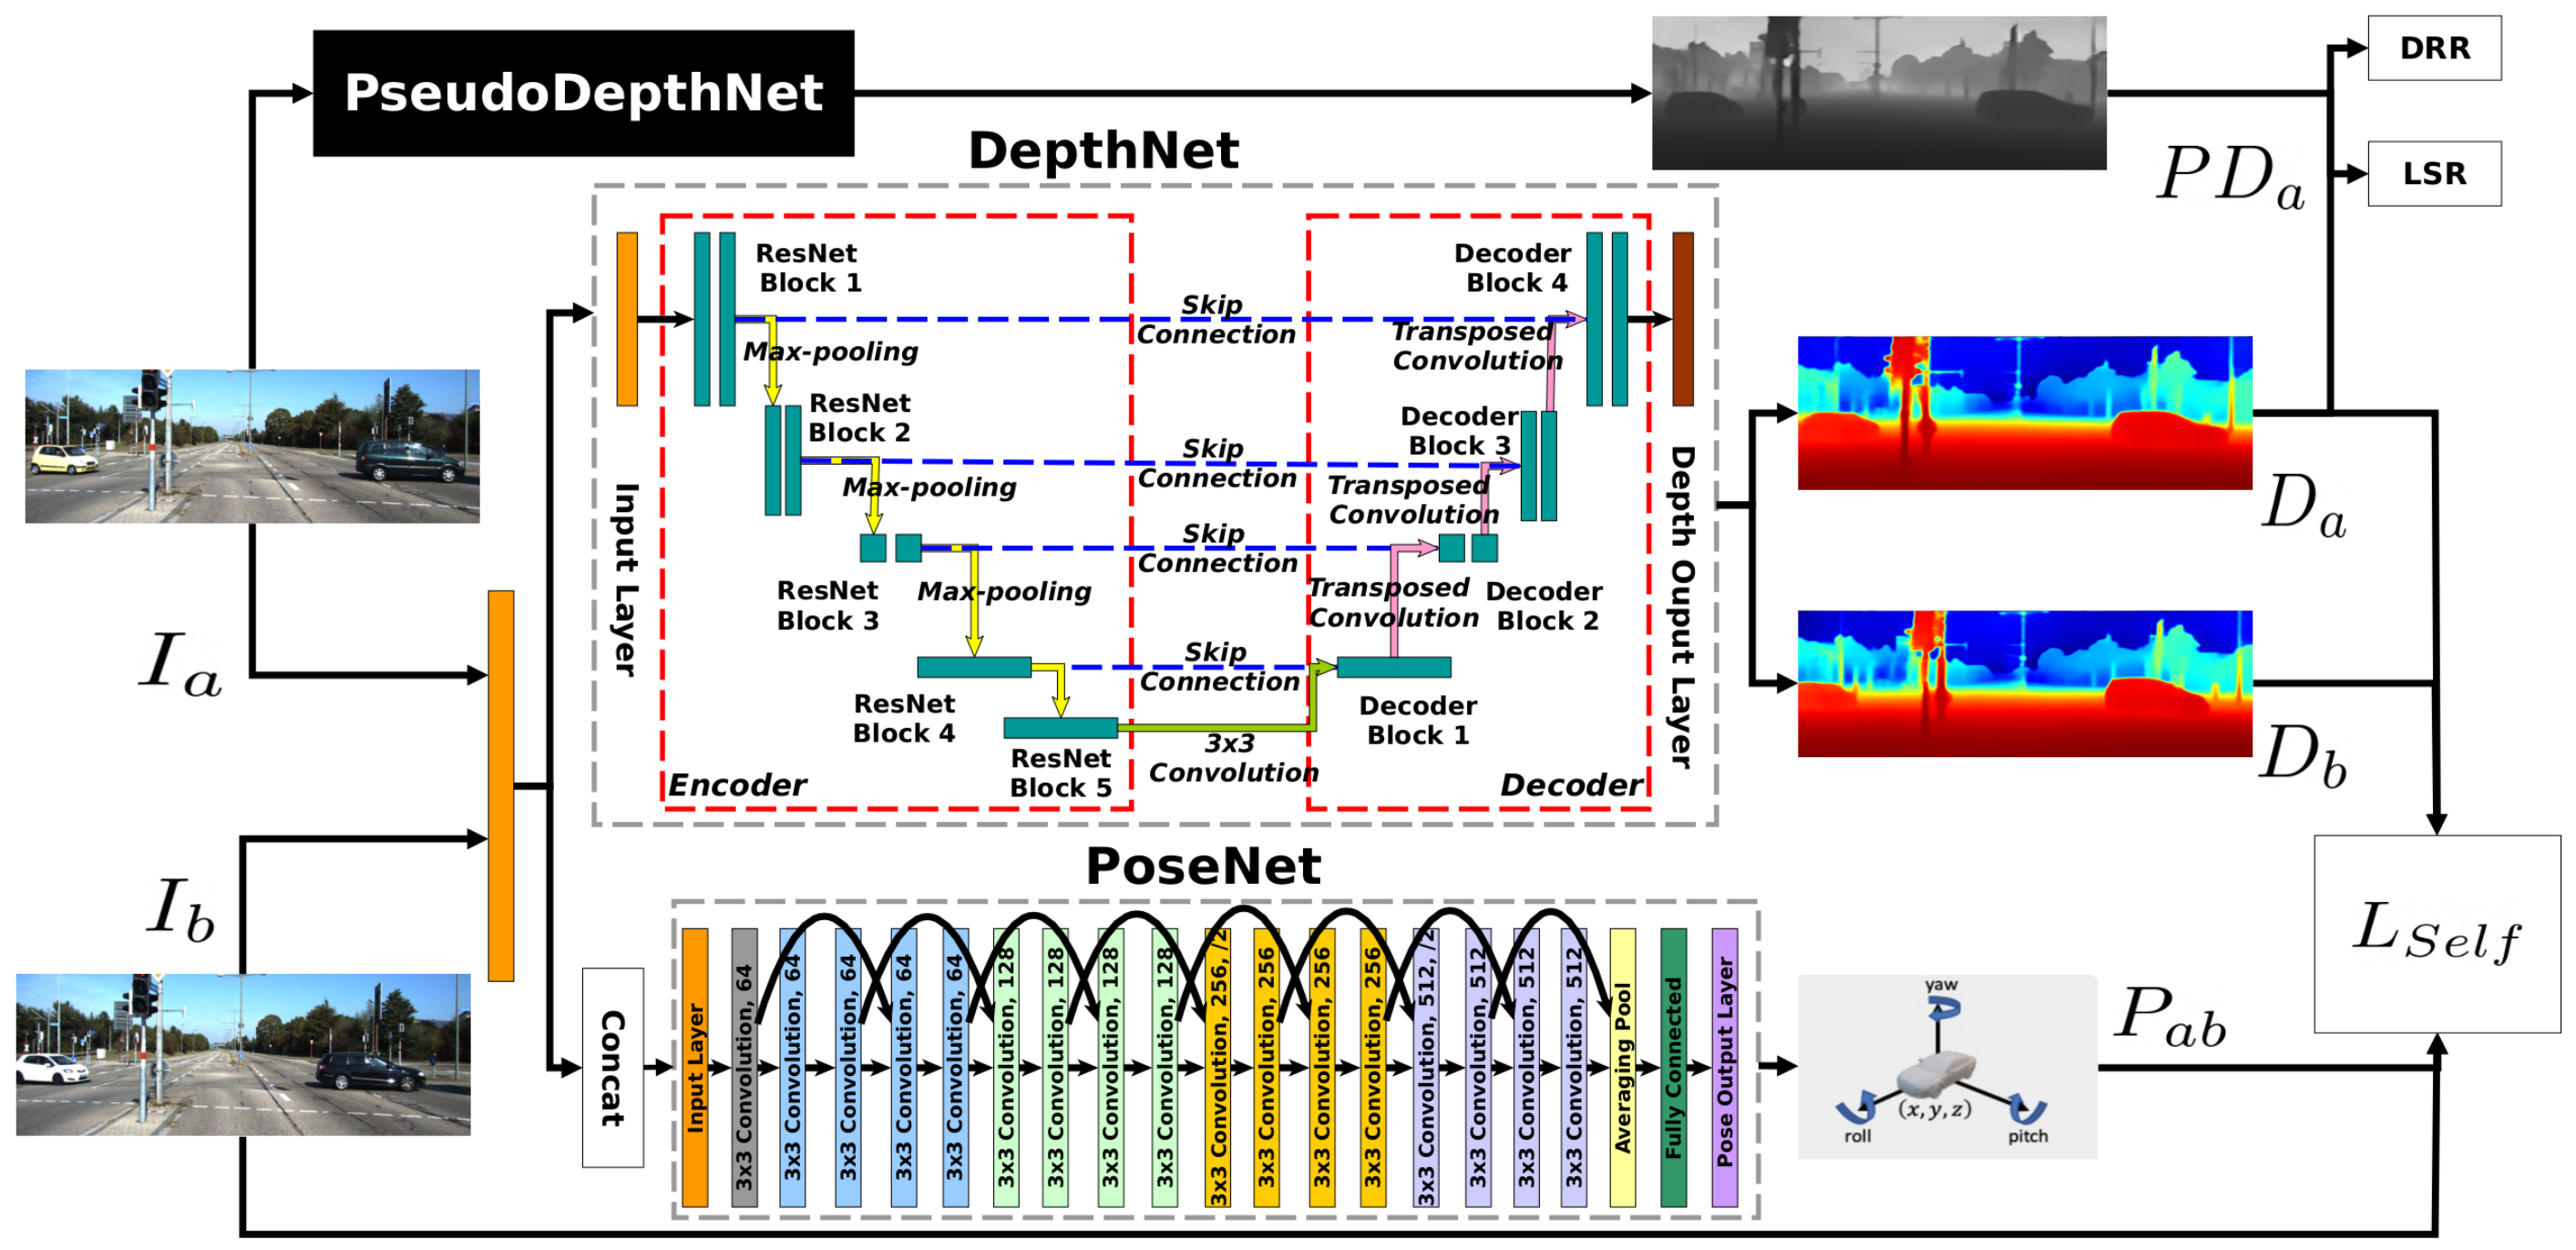 PseudoDepthNet
DRR
LSR
PD_a
DepthNet
ResNet
Block 1
Decoder
Block 4
Skip
Connection
Max-pooling
Transposed
Convolution
ResNet
Block 2
Decoder
Block 3
Skip
Connection
Max-pooling
Transposed
Convolution
Input Layer
Depth Ouput Layer
D_a
Skip
Connection
ResNet
Block 3
Max-pooling
Transposed
Convolution
Decoder
Block 2
I_a
Skip
Connection
ResNet
Block 4
Decoder
Block 1
3x3
Convolution
ResNet
Block 5
Encoder
Decoder
D_b
PoseNet
I_b
L_Self
Concat
Input Layer
3x3 Convolution, 64
3x3 Convolution, 64
3x3 Convolution, 64
3x3 Convolution, 64
3x3 Convolution, 64
3x3 Convolution, 128
3x3 Convolution, 128
3x3 Convolution, 128
3x3 Convolution, 128
3x3 Convolution, 256, /2
3x3 Convolution, 256
3x3 Convolution, 256
3x3 Convolution, 256
3x3 Convolution, 512, /2
3x3 Convolution, 512
3x3 Convolution, 512
3x3 Convolution, 512
Averaging Pool
Fully Connected
Pose Output Layer
yaw
(x, y, z)
roll
pitch
P_ab